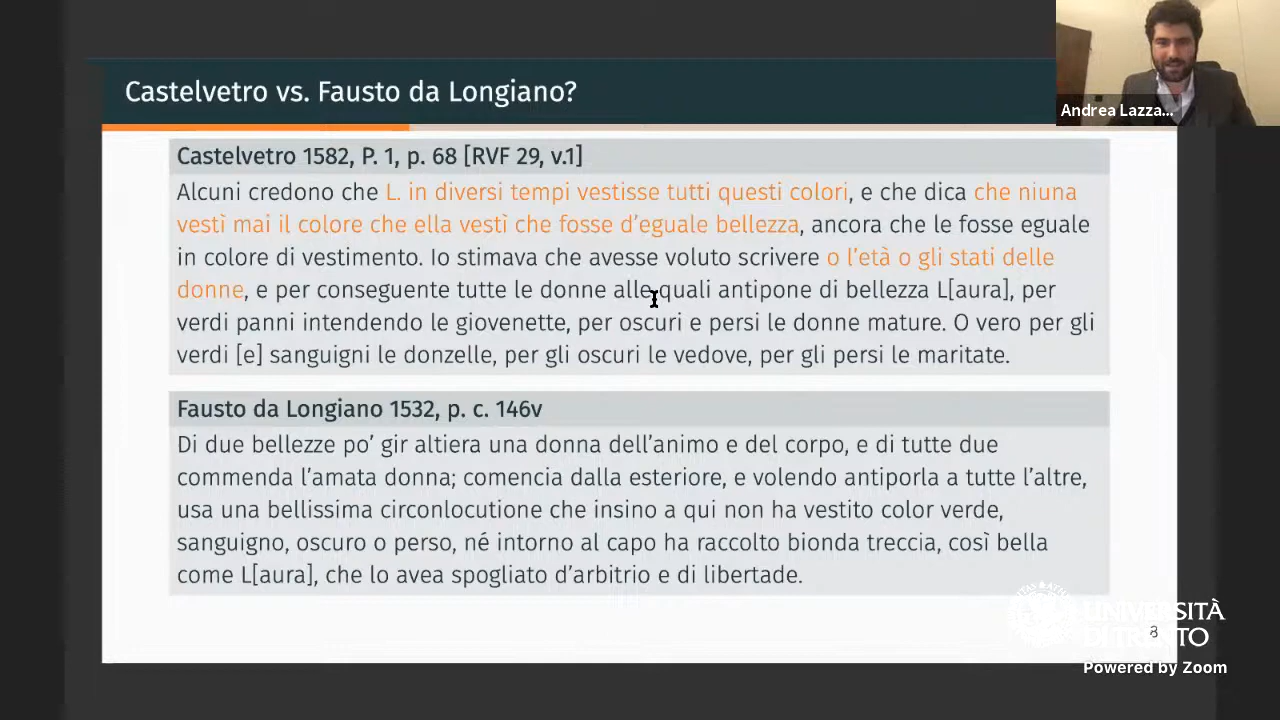 Castelvetro vs. Fausto da Longiano?
Andrea Lazza...
Castelvetro 1582, P. 1, p. 68 [RVF 29, v.1]
Alcuni credono che L. in diversi tempi vestisse tutti questi colori, e che dica che niuna
vestì mai il colore che ella vestì che fosse d’eguale bellezza, ancora che le fosse eguale
in colore di vestimento. Io stimava che avesse voluto scrivere o l’età o gli stati delle
donne, e per conseguente tutte le donne alle quali antipone di bellezza L[aura], per
verdi panni intendendo le giovenette, per oscuri e persi le donne mature. O vero per gli
verdi [e] sanguigni le donzelle, per gli oscuri le vedove, per gli persi le maritate.
Fausto da Longiano 1532, p. c. 146v
Di due bellezze po’ gir altiera una donna dell’animo e del corpo, e di tutte due
commenda l’amata donna; comencia dalla esteriore, e volendo antiporla a tutte l’altre,
usa una bellissima circonlocutione che insino a qui non ha vestito color verde,
sanguigno, oscuro o perso, né intorno al capo ha raccolto bionda treccia, così bella
come L[aura], che lo avea spogliato d’arbitrio e di libertade.
UNIVERSITÀ
DI TRENTO
8
Powered by Zoom